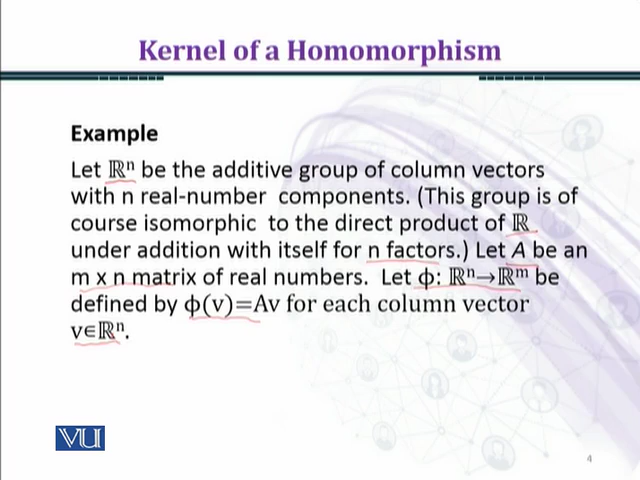 Kernel of a Homomorphism
Example
Let ℝⁿ be the additive group of column vectors
with n real-number components. (This group is of
course isomorphic to the direct product of ℝ
under addition with itself for n factors.) Let A be an
m x n matrix of real numbers. Let ϕ: ℝⁿ→ℝᵐ be
defined by ϕ(v)=Av for each column vector
v∈ℝⁿ.
VU
4